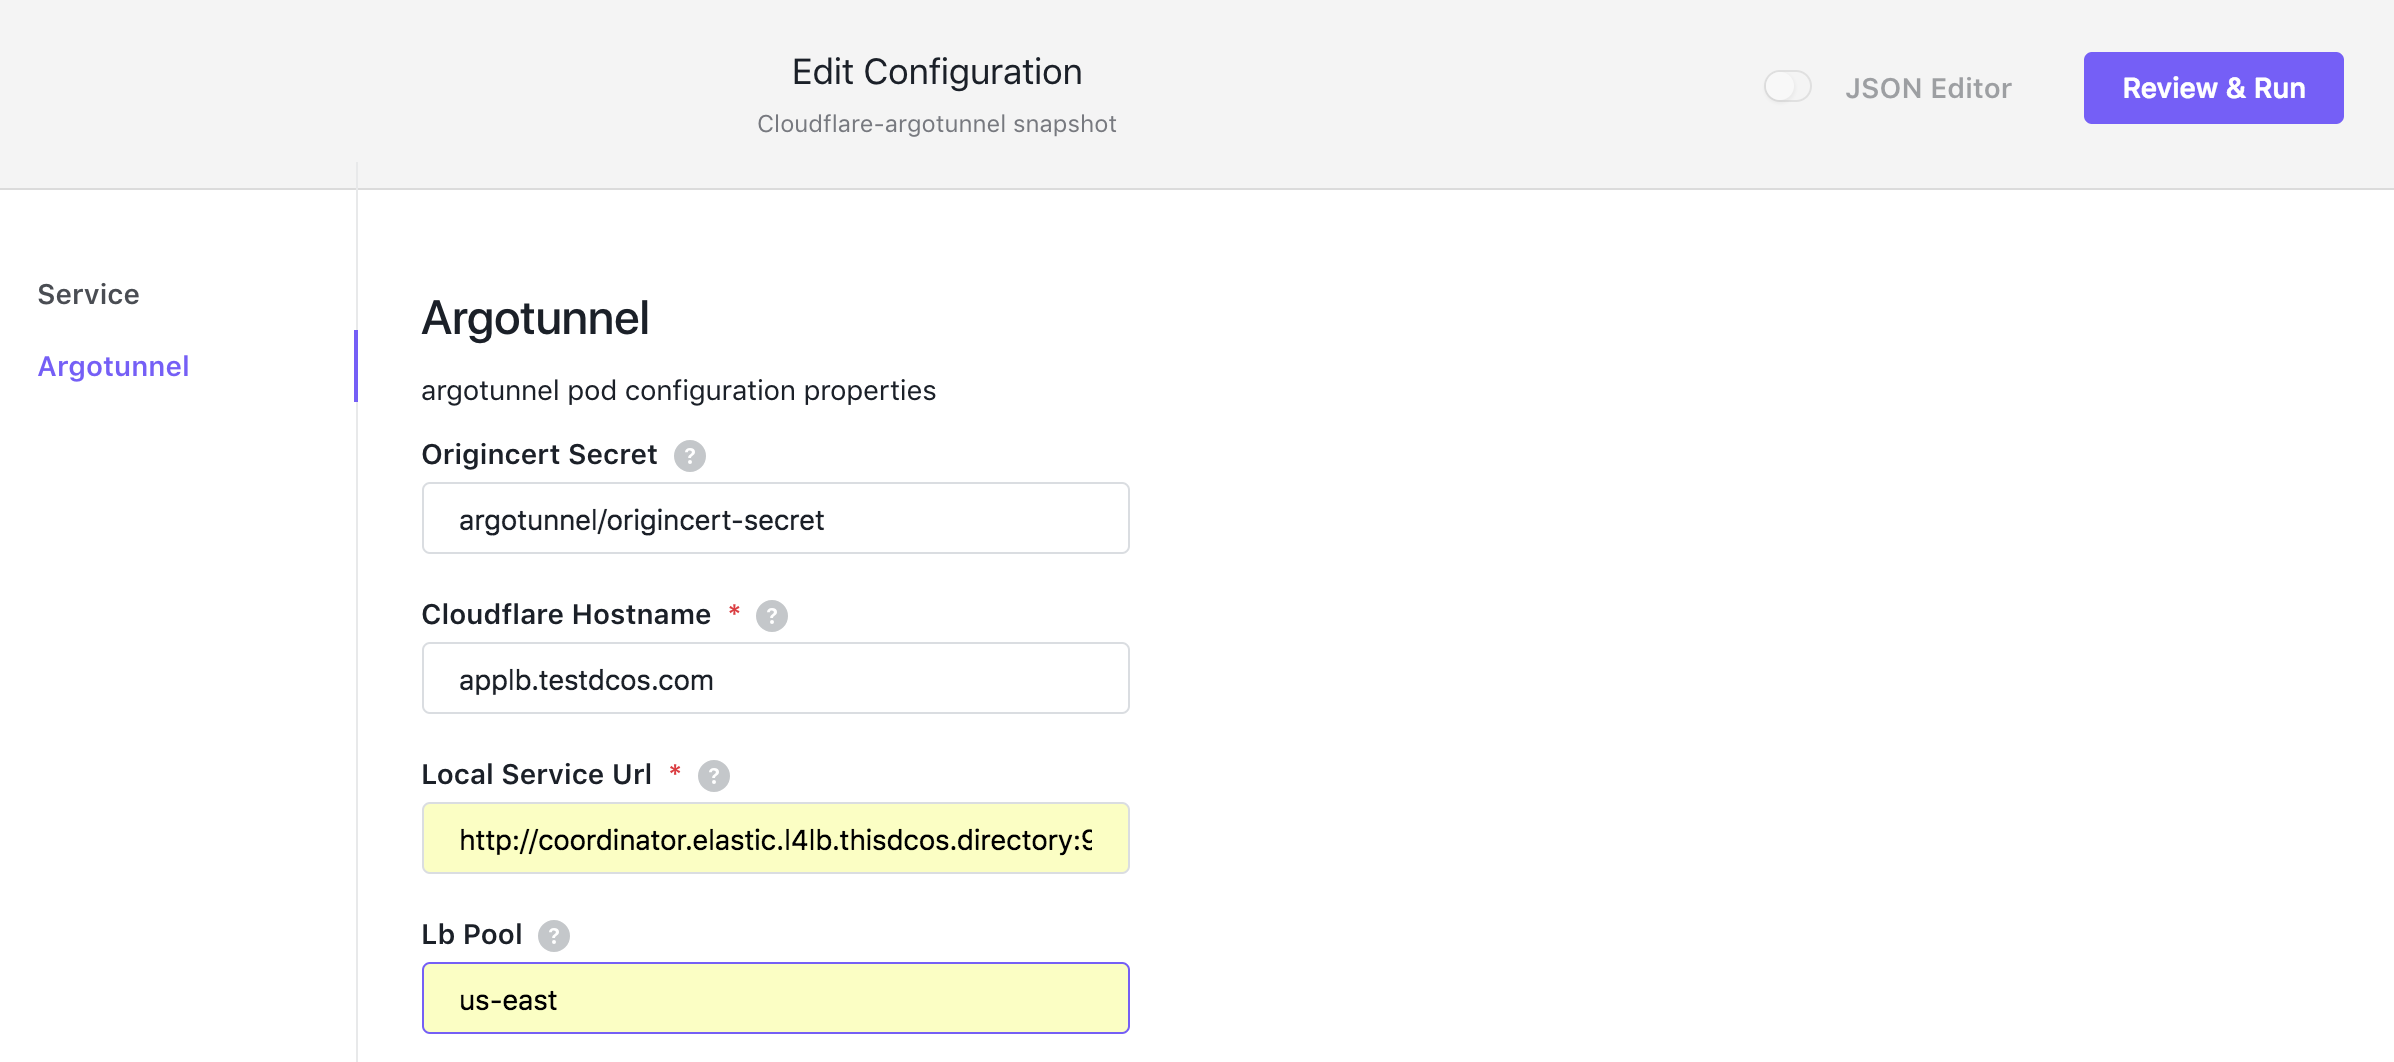 Edit Configuration
Cloudflare-argotunnel snapshot
JSON Editor
Review & Run
Service
Argotunnel
Argotunnel
argotunnel pod configuration properties
Origincert Secret ?
argotunnel/origincert-secret
Cloudflare Hostname * ?
applb.testdcos.com
Local Service Url * ?
http://coordinator.elastic.l4lb.thisdcos.directory:9
Lb Pool ?
us-east